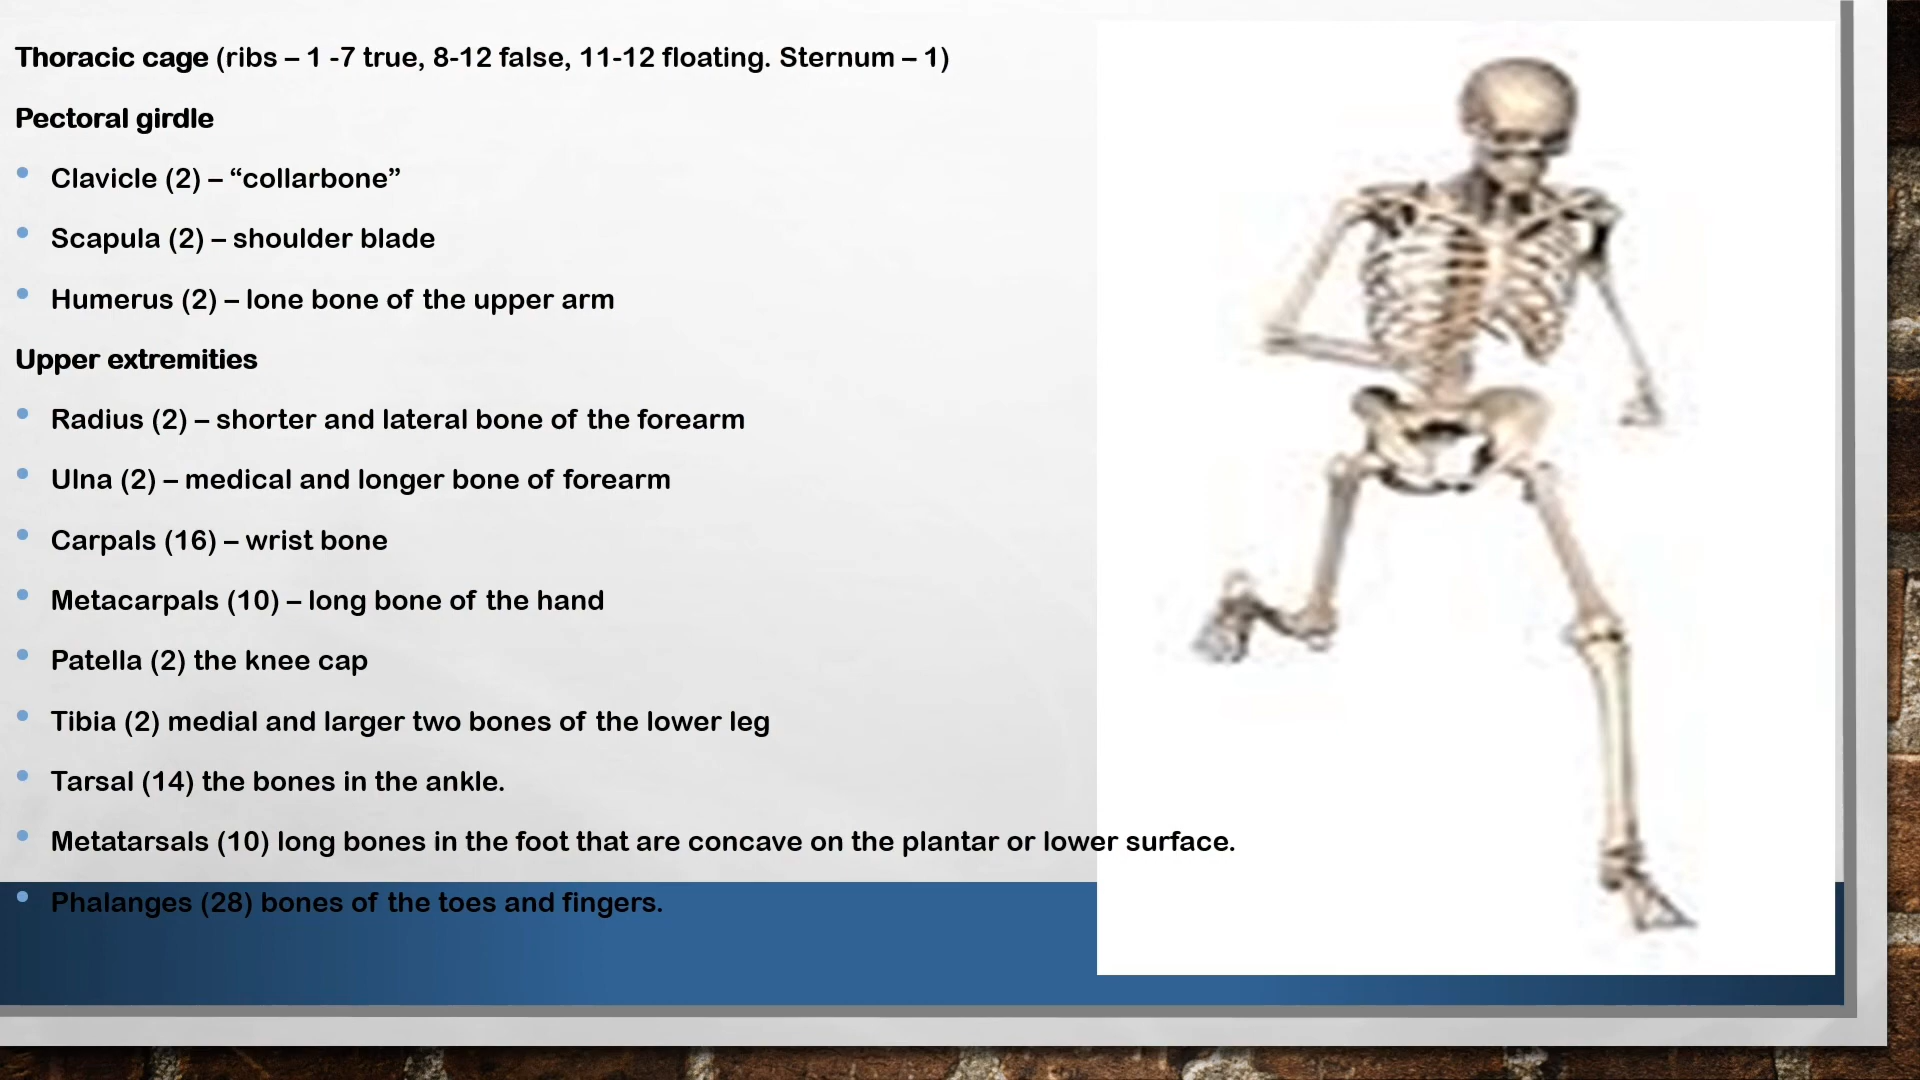 Thoracic cage (ribs – 1 -7 true, 8-12 false, 11-12 floating. Sternum – 1)
Pectoral girdle
• Clavicle (2) – “collarbone”
• Scapula (2) – shoulder blade
• Humerus (2) – lone bone of the upper arm
Upper extremities
• Radius (2) – shorter and lateral bone of the forearm
• Ulna (2) – medical and longer bone of forearm
• Carpals (16) – wrist bone
• Metacarpals (10) – long bone of the hand
• Patella (2) the knee cap
• Tibia (2) medial and larger two bones of the lower leg
• Tarsal (14) the bones in the ankle.
• Metatarsals (10) long bones in the foot that are concave on the plantar or lower surface.
• Phalanges (28) bones of the toes and fingers.